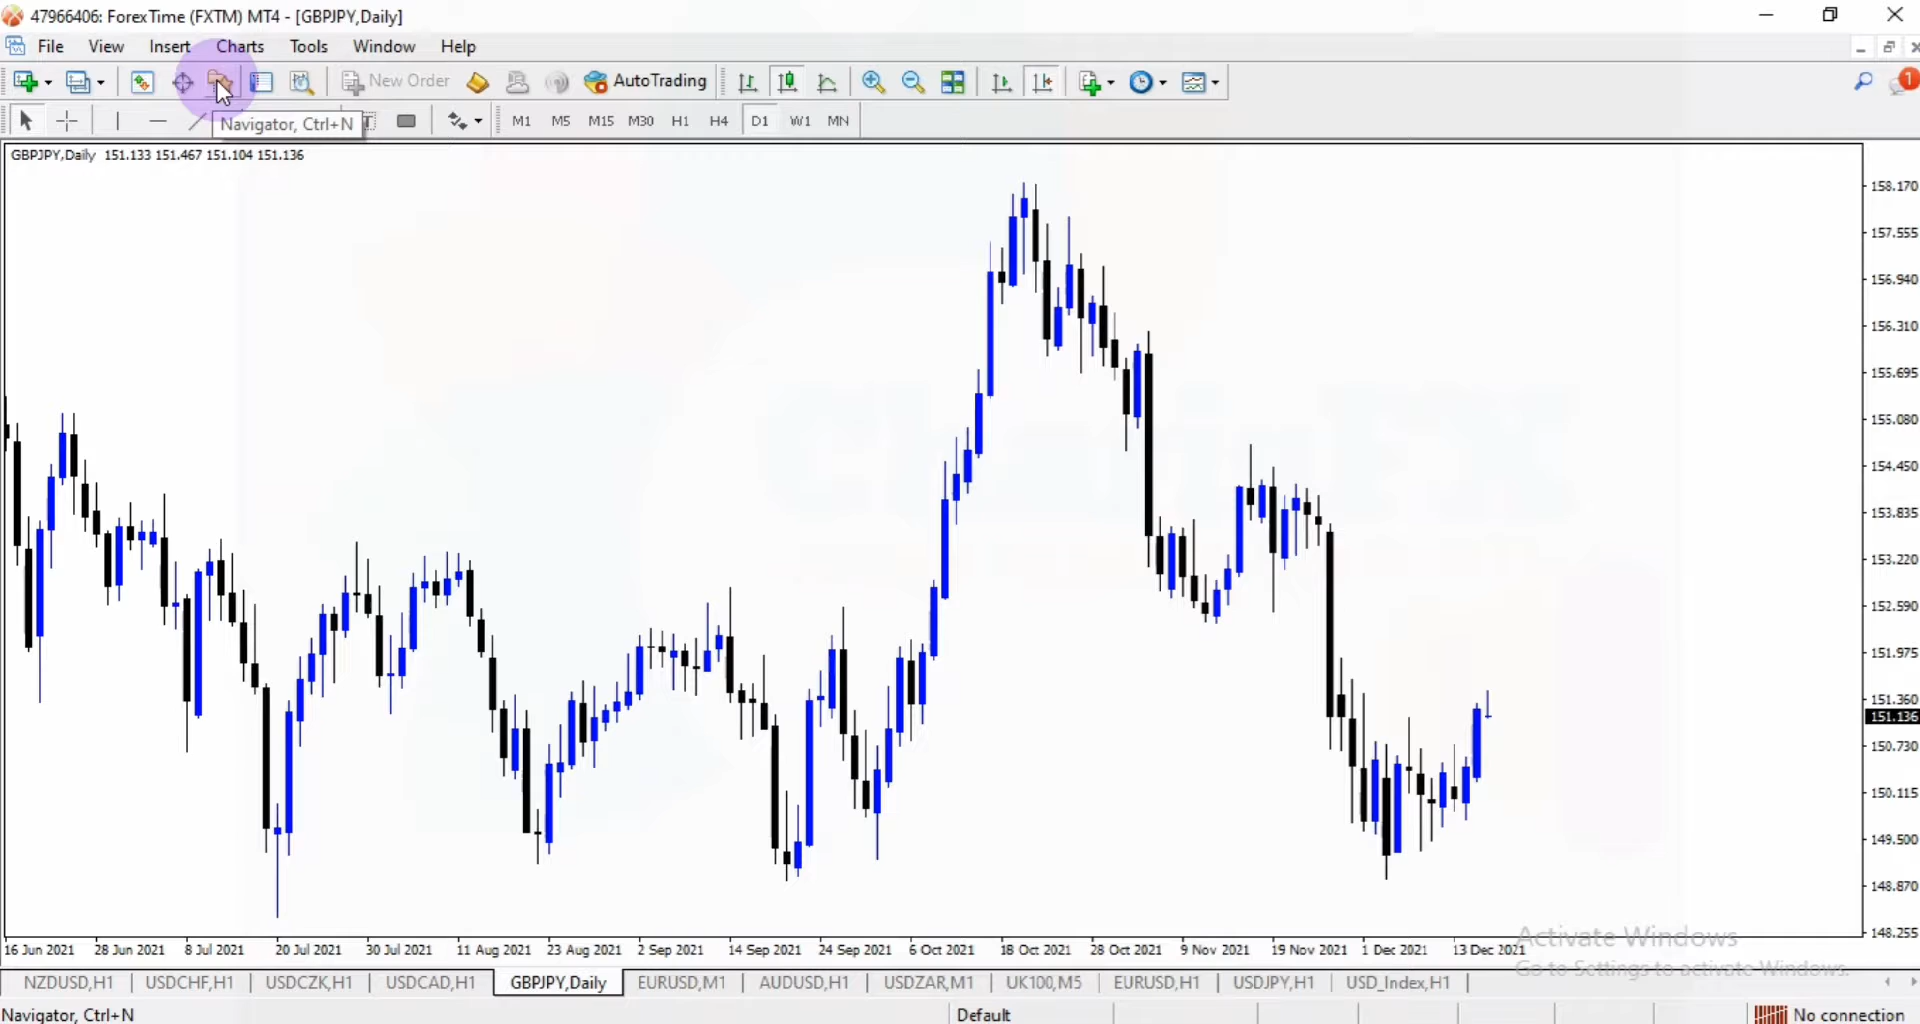 47966406: ForexTime (FXTM) MT4 - [GBPJPY,Daily]
File View Insert Charts Tools Window Help
New Order AutoTrading 1
Navigator, Ctrl+N T M1 M5 M15 M30 H1 H4 D1 W1 MN
GBPJPY,Daily 151.133 151.467 151.104 151.136
158.170
157.555
156.940
156.310
155.695
155.080
154.450
153.835
153.220
152.590
151.975
151.360
151.136
150.730
150.115
149.500
148.870
148.255
16 Jun 2021 28 Jun 2021 8 Jul 2021 20 Jul 2021 30 Jul 2021 11 Aug 2021 23 Aug 2021 2 Sep 2021 14 Sep 2021 24 Sep 2021 6 Oct 2021 18 Oct 2021 28 Oct 2021 9 Nov 2021 19 Nov 2021 1 Dec 2021 13 Dec 2021
Activate Windows
Go to Settings to activate Windows.
NZDUSD,H1 USDCHF,H1 USDCZK,H1 USDCAD,H1 GBPJPY,Daily EURUSD,M1 AUDUSD,H1 USDZAR,M1 UK100,M5 EURUSD,H1 USDJPY,H1 USD_Index,H1
Navigator, Ctrl+N Default No connection